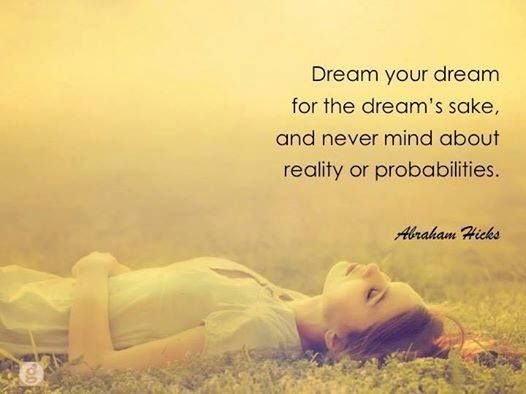 Dream your dream
for the dream's sake,
and never mind about
reality or probabilities.
Abraham Hicks
g